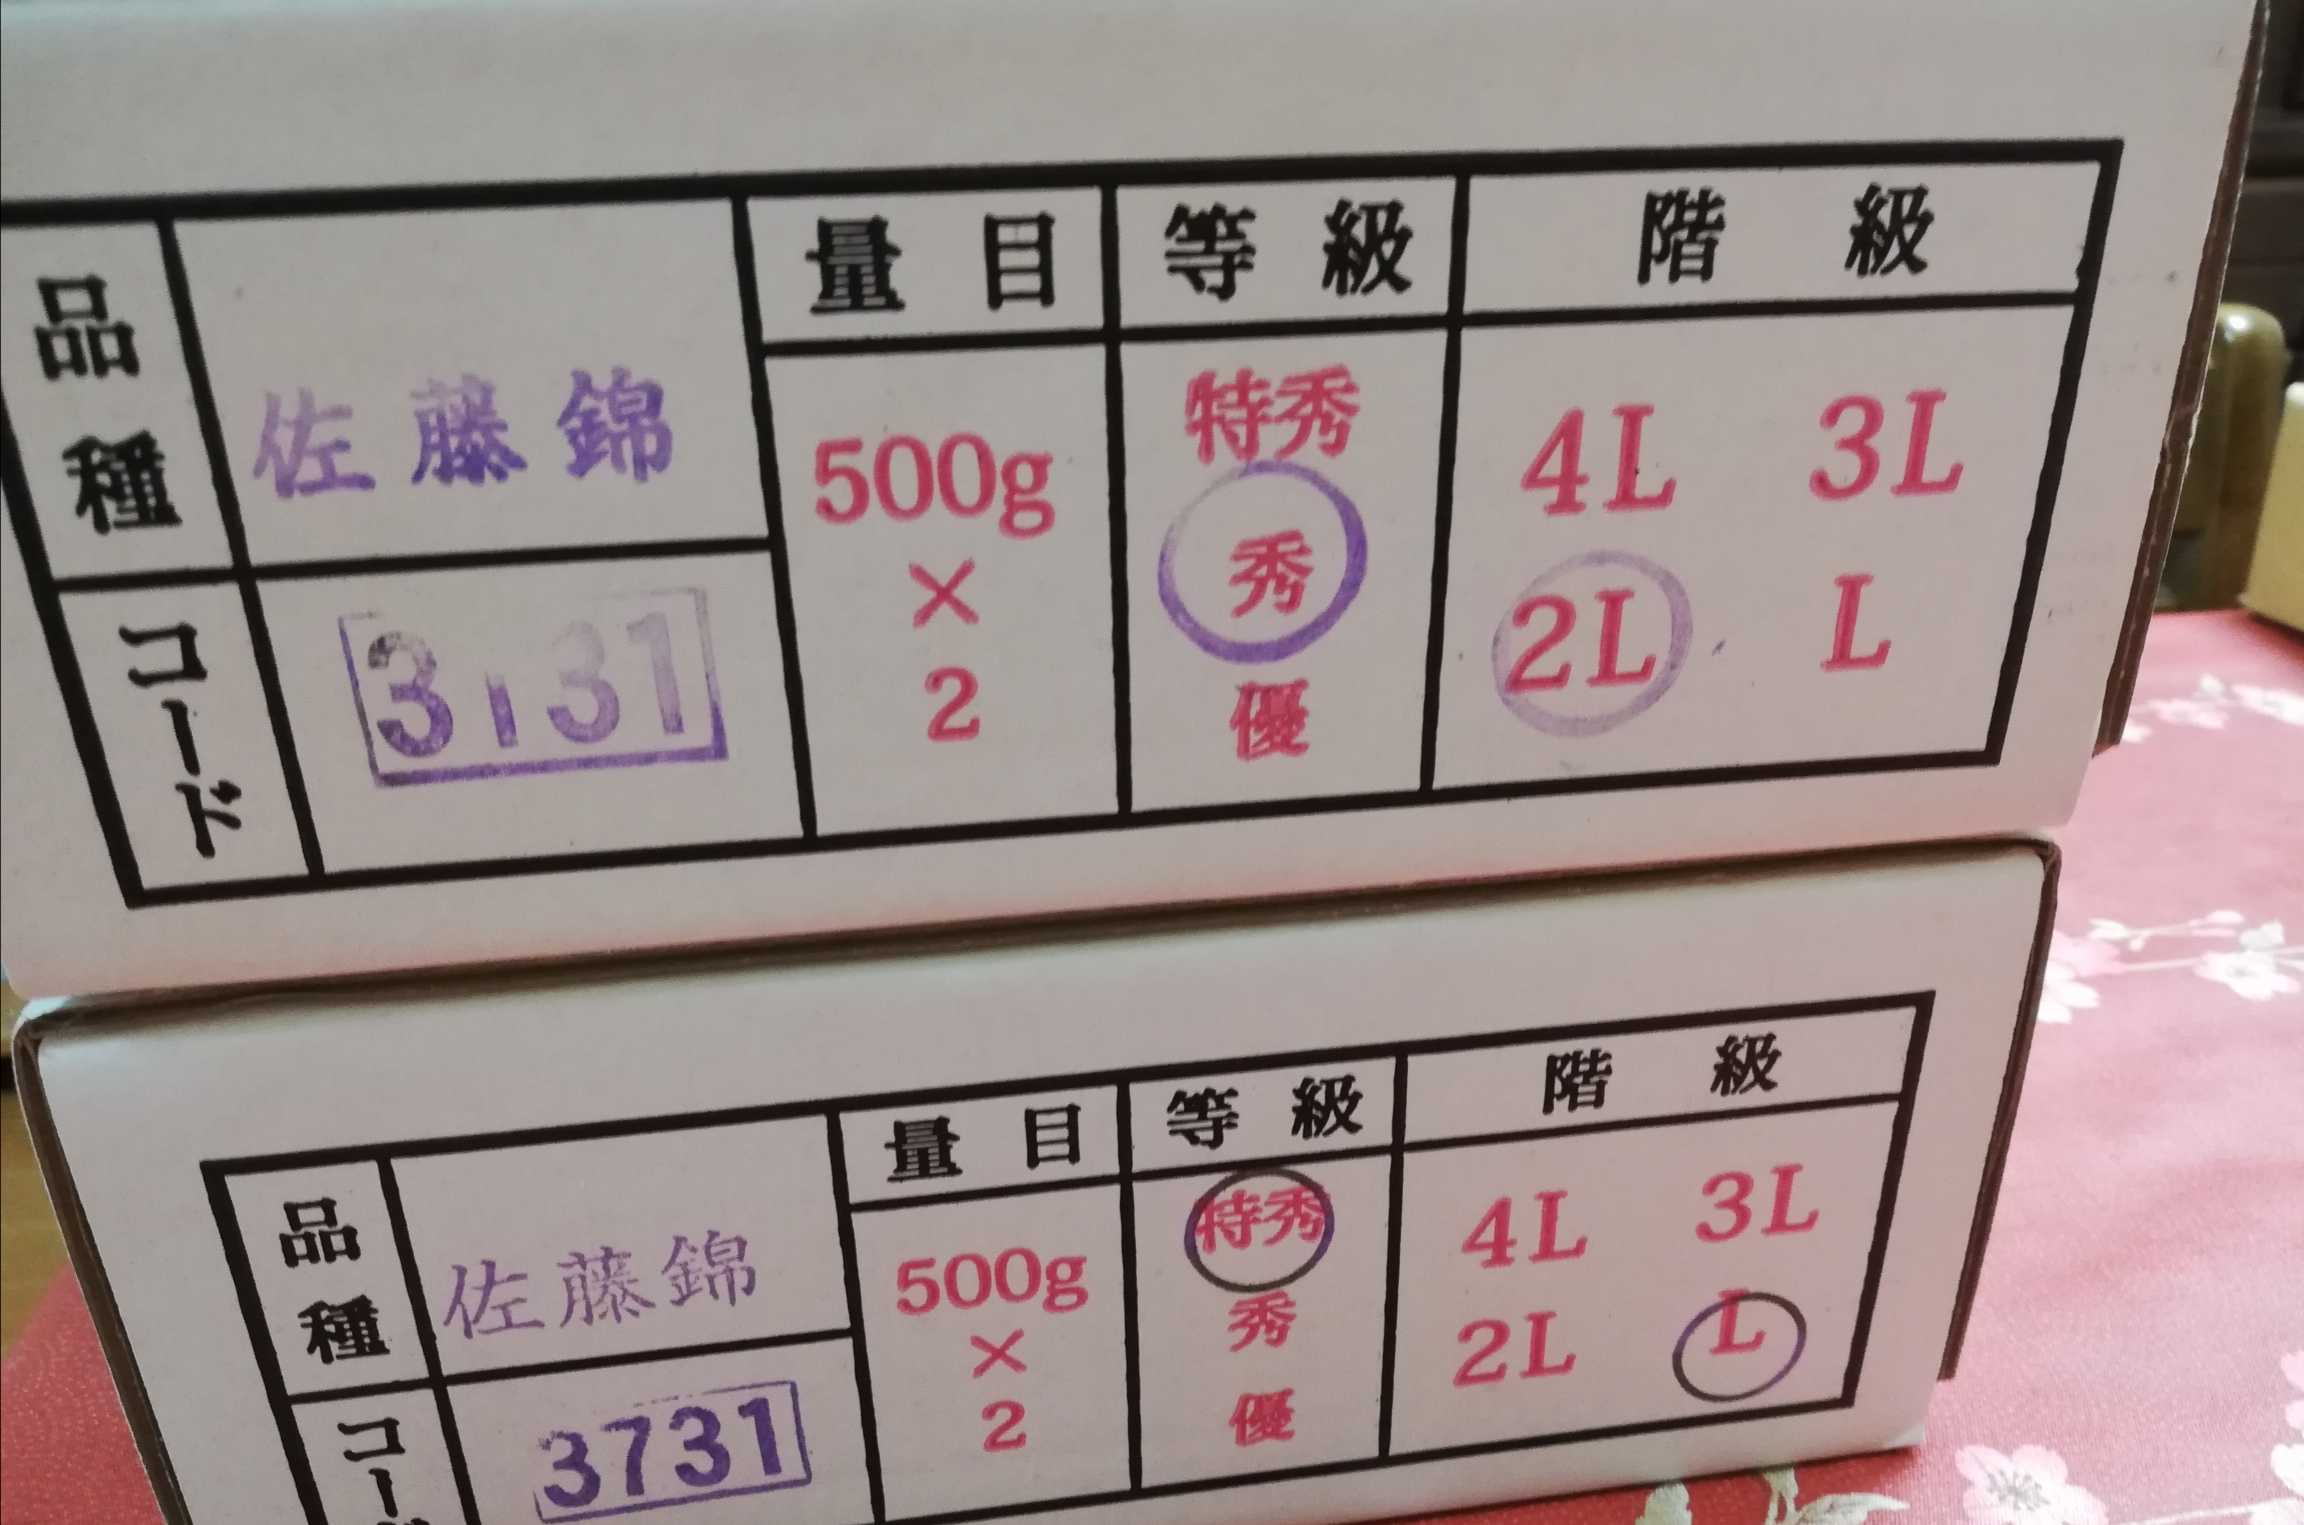 品種 佐藤錦 量目 等級 階級
500g×2 特秀 秀 優 4L 3L 2L L
コード
品種 佐藤錦 量目 等級 階級
500g×2 特秀 秀 優 4L 3L 2L L
コード 3731